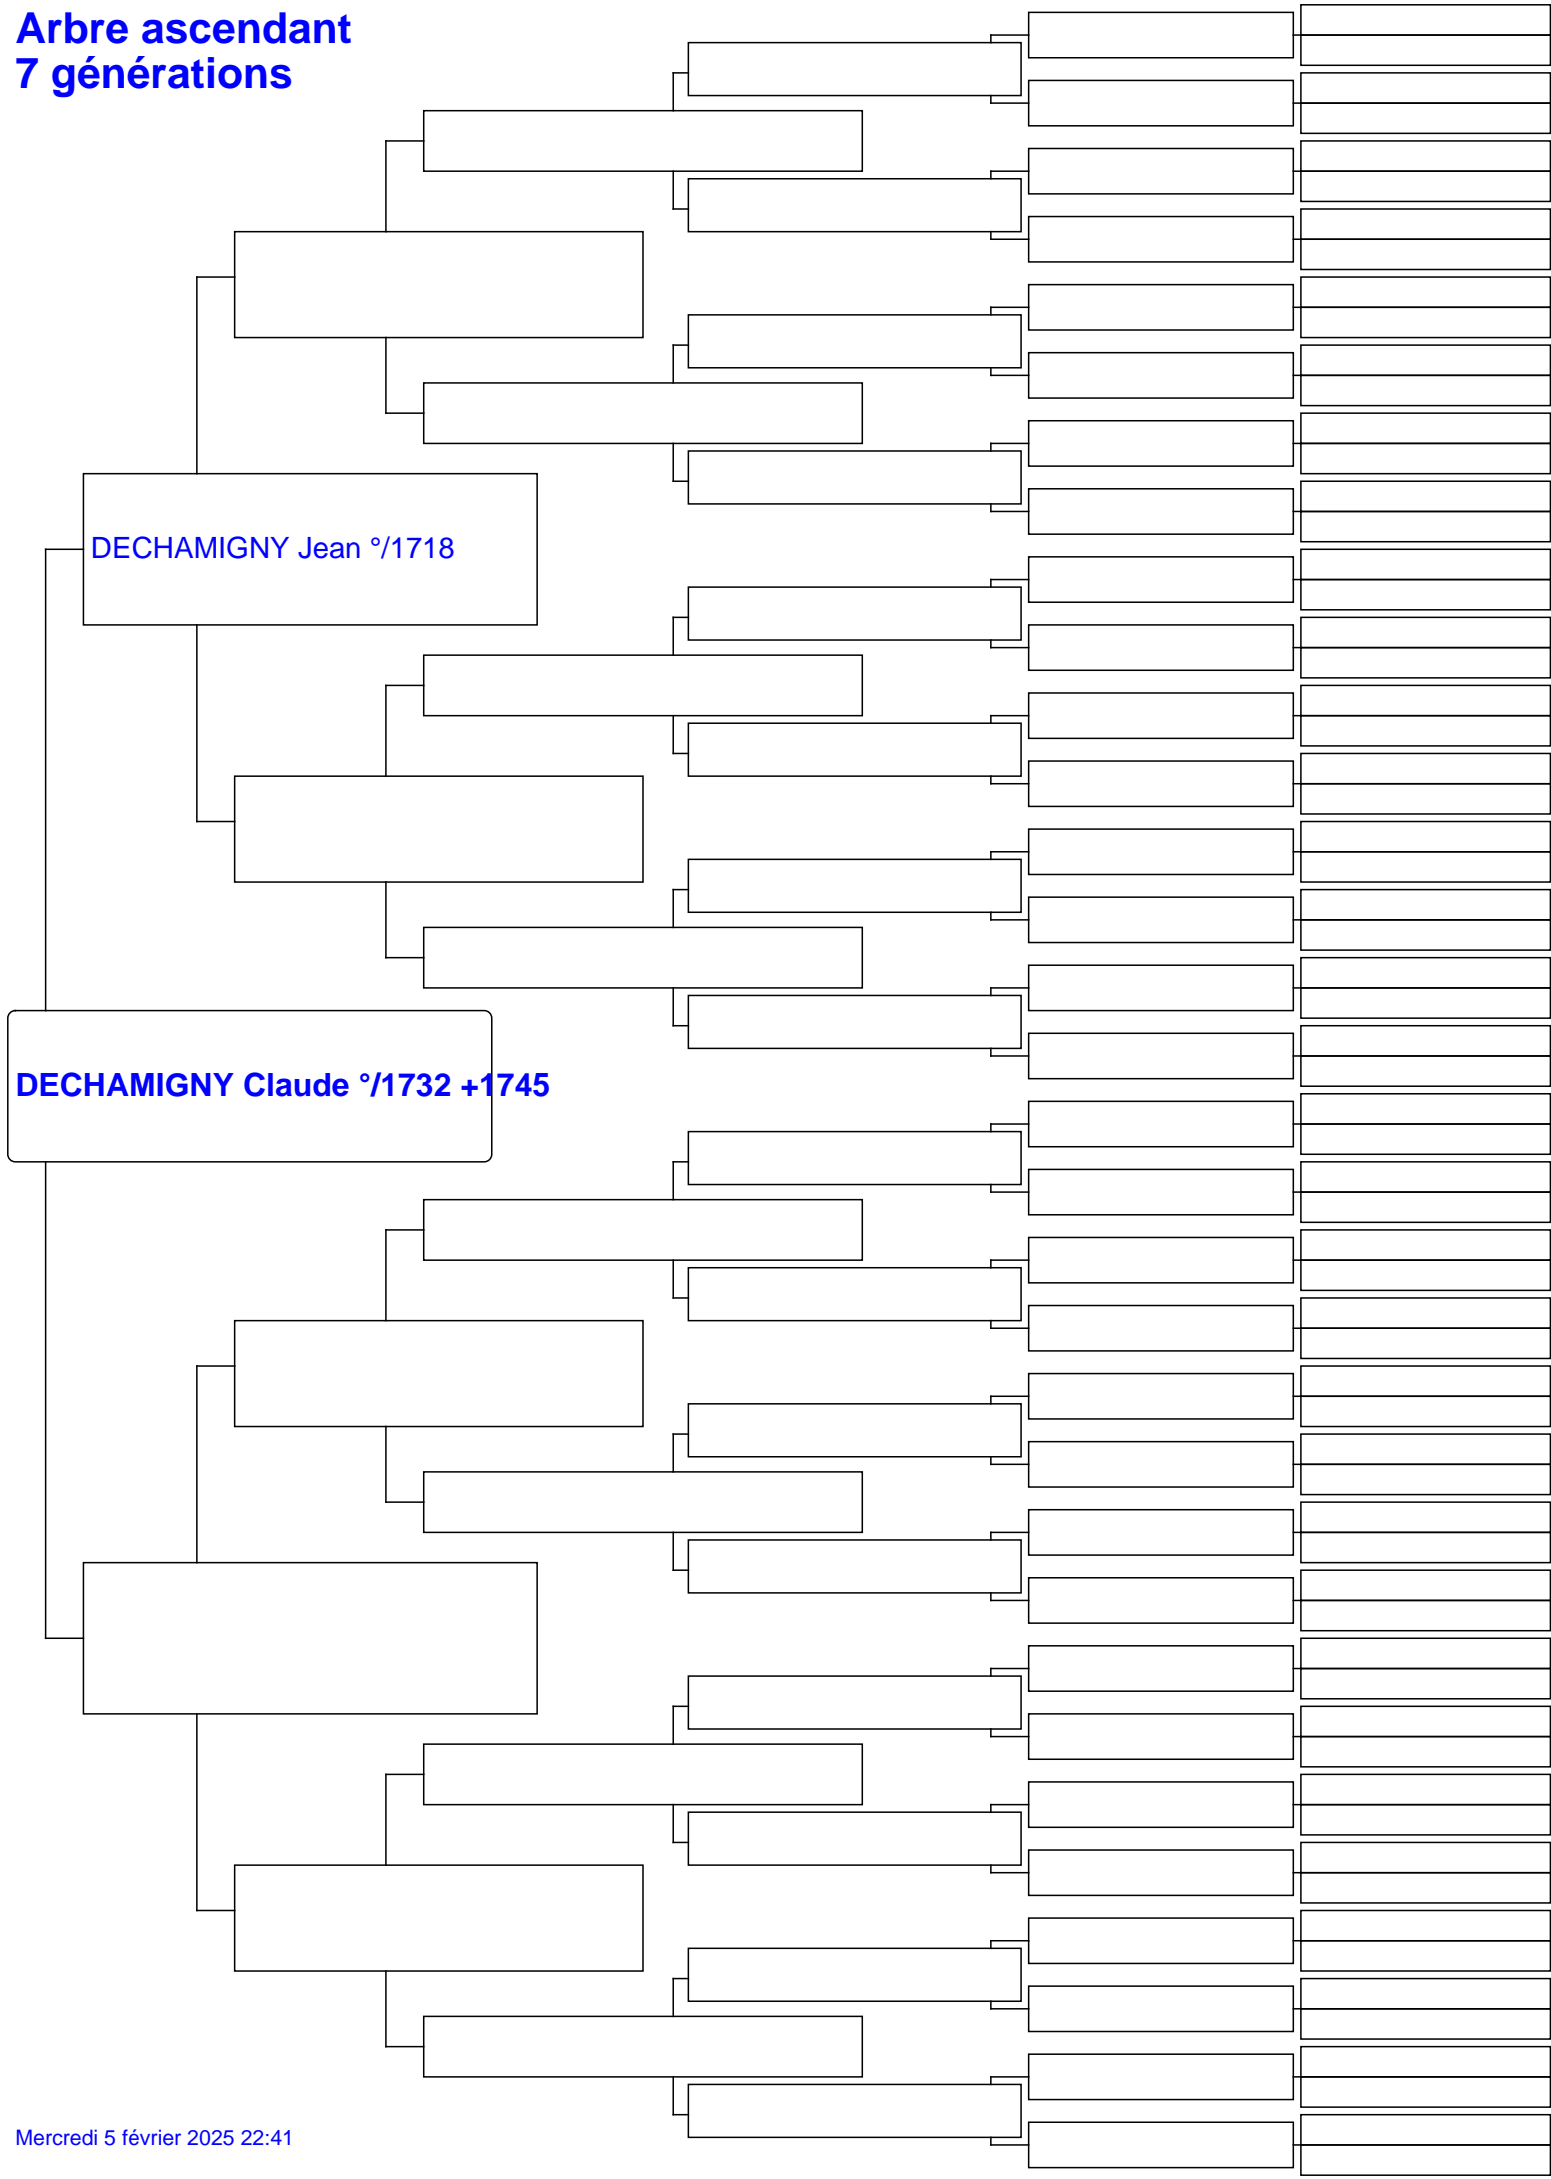 Arbre ascendant
7 générations
DECHAMIGNY Jean °/1718
DECHAMIGNY Claude °/1732 +1745
Mercredi 5 février 2025 22:41